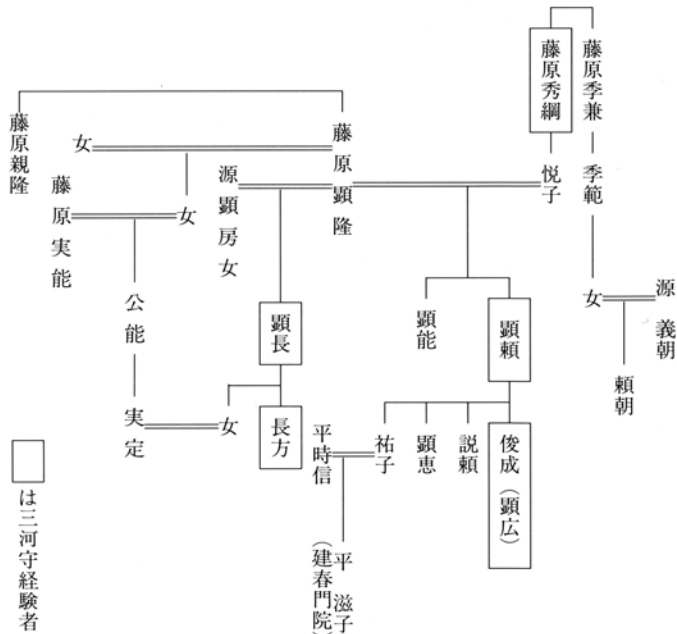 藤原季兼
季範
女
源義朝
頼朝
藤原秀綱
悦子
藤原顕隆
顕頼
顕能
俊成(顕広)
説頼
顕恵
祐子
平時信
平滋子
(建春門院)
源顕房女
顕長
長方
女
女
女
藤原実能
公能
実定
藤原親隆
は三河守経験者